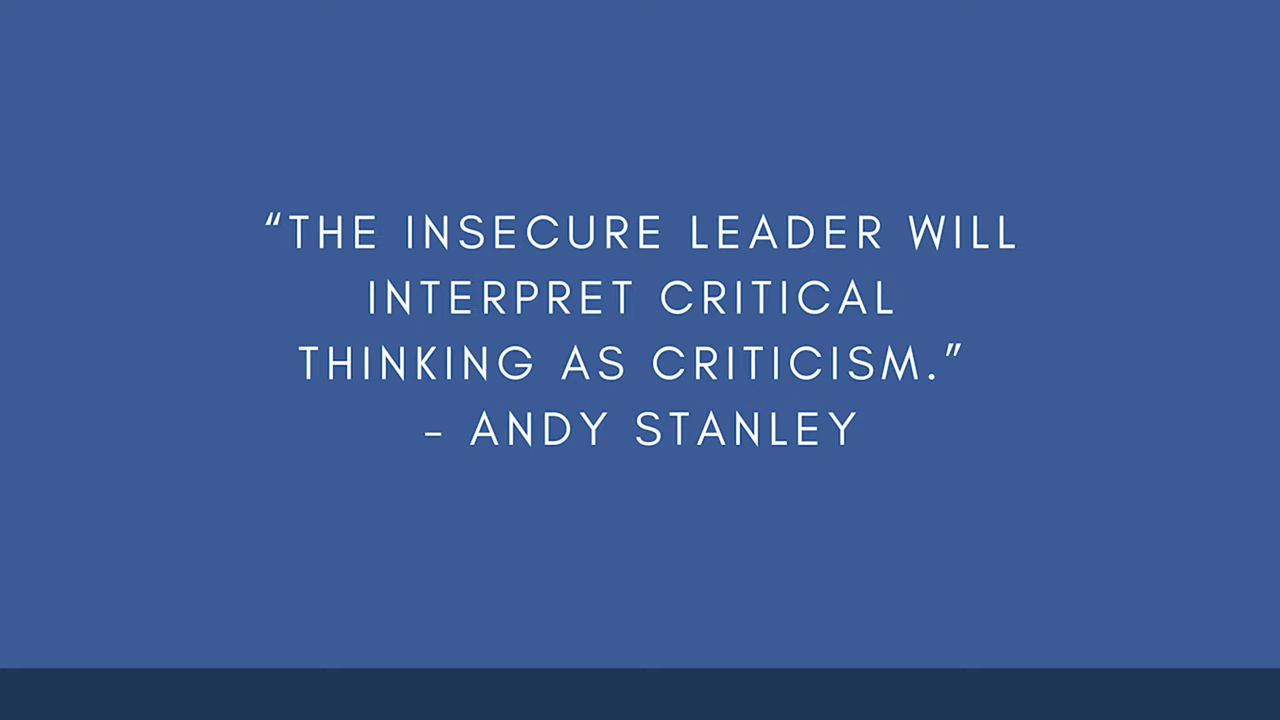 “THE INSECURE LEADER WILL
INTERPRET CRITICAL
THINKING AS CRITICISM.”
– ANDY STANLEY